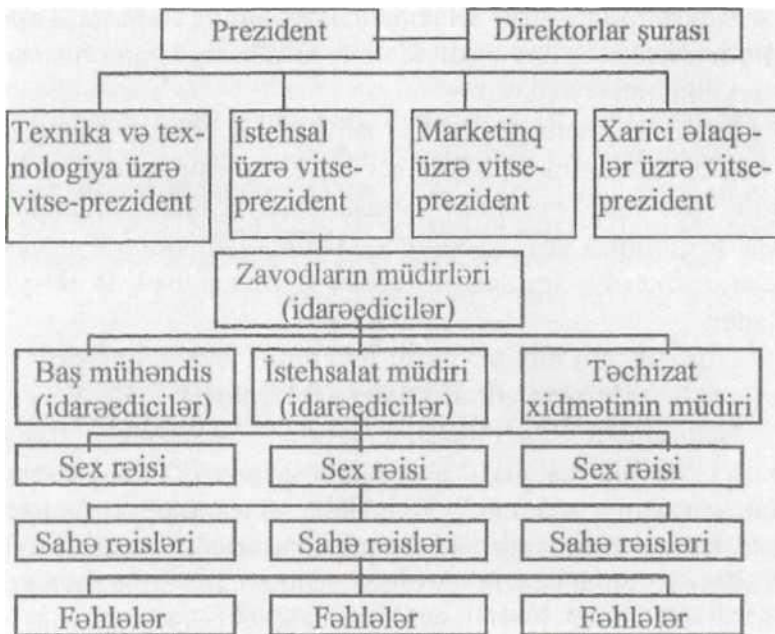 Prezident
Direktorlar şurası
Texnika və tex-
nologiya üzrə
vitse-prezident
İstehsal
üzrə vitse-
prezident
Marketinq
üzrə vitse-
prezident
Xarici əlaqə-
lər üzrə vitse-
prezident
Zavodların müdirləri
(idarəedicilər)
Baş mühəndis
(idarəedicilər)
İstehsalat müdiri
(idarəedicilər)
Təchizat
xidmətinin müdiri
Sex rəisi
Sex rəisi
Sex rəisi
Sahə rəisləri
Sahə rəisləri
Sahə rəisləri
Fəhlələr
Fəhlələr
Fəhlələr